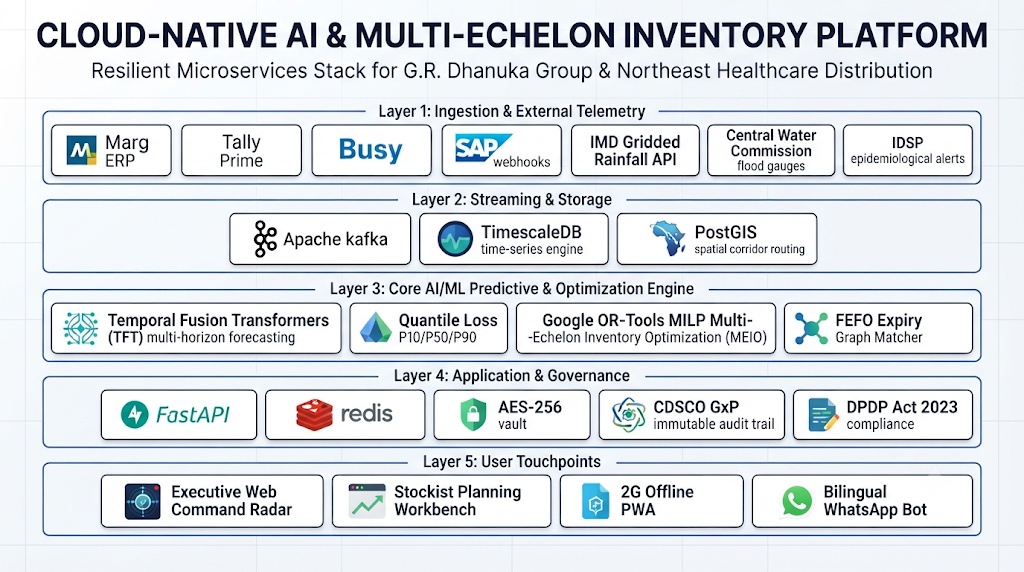 CLOUD-NATIVE AI & MULTI-ECHELON INVENTORY PLATFORM
Resilient Microservices Stack for G.R. Dhanuka Group & Northeast Healthcare Distribution
Layer 1: Ingestion & External Telemetry
Marg
ERP
Tally
Prime
Busy
SAP
webhooks
IMD Gridded
Rainfall API
Central Water
Commission
flood gauges
IDSP
epidemiological alerts
Layer 2: Streaming & Storage
Apache kafka
TimescaleDB
time-series engine
PostGIS
spatial corridor routing
Layer 3: Core AI/ML Predictive & Optimization Engine
Temporal Fusion Transformers
(TFT) multi-horizon forecasting
Quantile Loss
P10/P50/P90
Google OR-Tools MILP Multi-
-Echelon Inventory Optimization (MEIO)
FEFO Expiry
Graph Matcher
Layer 4: Application & Governance
FastAPI
redis
AES-256
vault
CDSCO GxP
immutable audit trail
DPDP Act 2023
compliance
Layer 5: User Touchpoints
Executive Web
Command Radar
Stockist Planning
Workbench
2G Offline
PWA
Bilingual
WhatsApp Bot